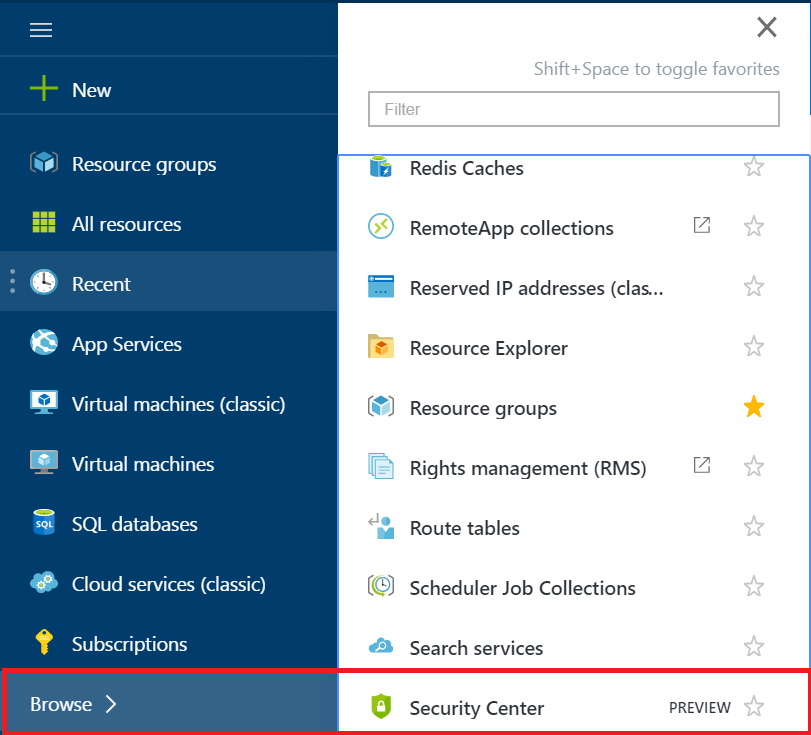 New
Resource groups
All resources
Recent
App Services
Virtual machines (classic)
Virtual machines
SQL
SQL databases
Cloud services (classic)
Subscriptions
Browse
Shift+Space to toggle favorites
Filter
Redis Caches
RemoteApp collections
Reserved IP addresses (clas...
Resource Explorer
Resource groups
Rights management (RMS)
Route tables
Scheduler Job Collections
Search services
Security Center PREVIEW